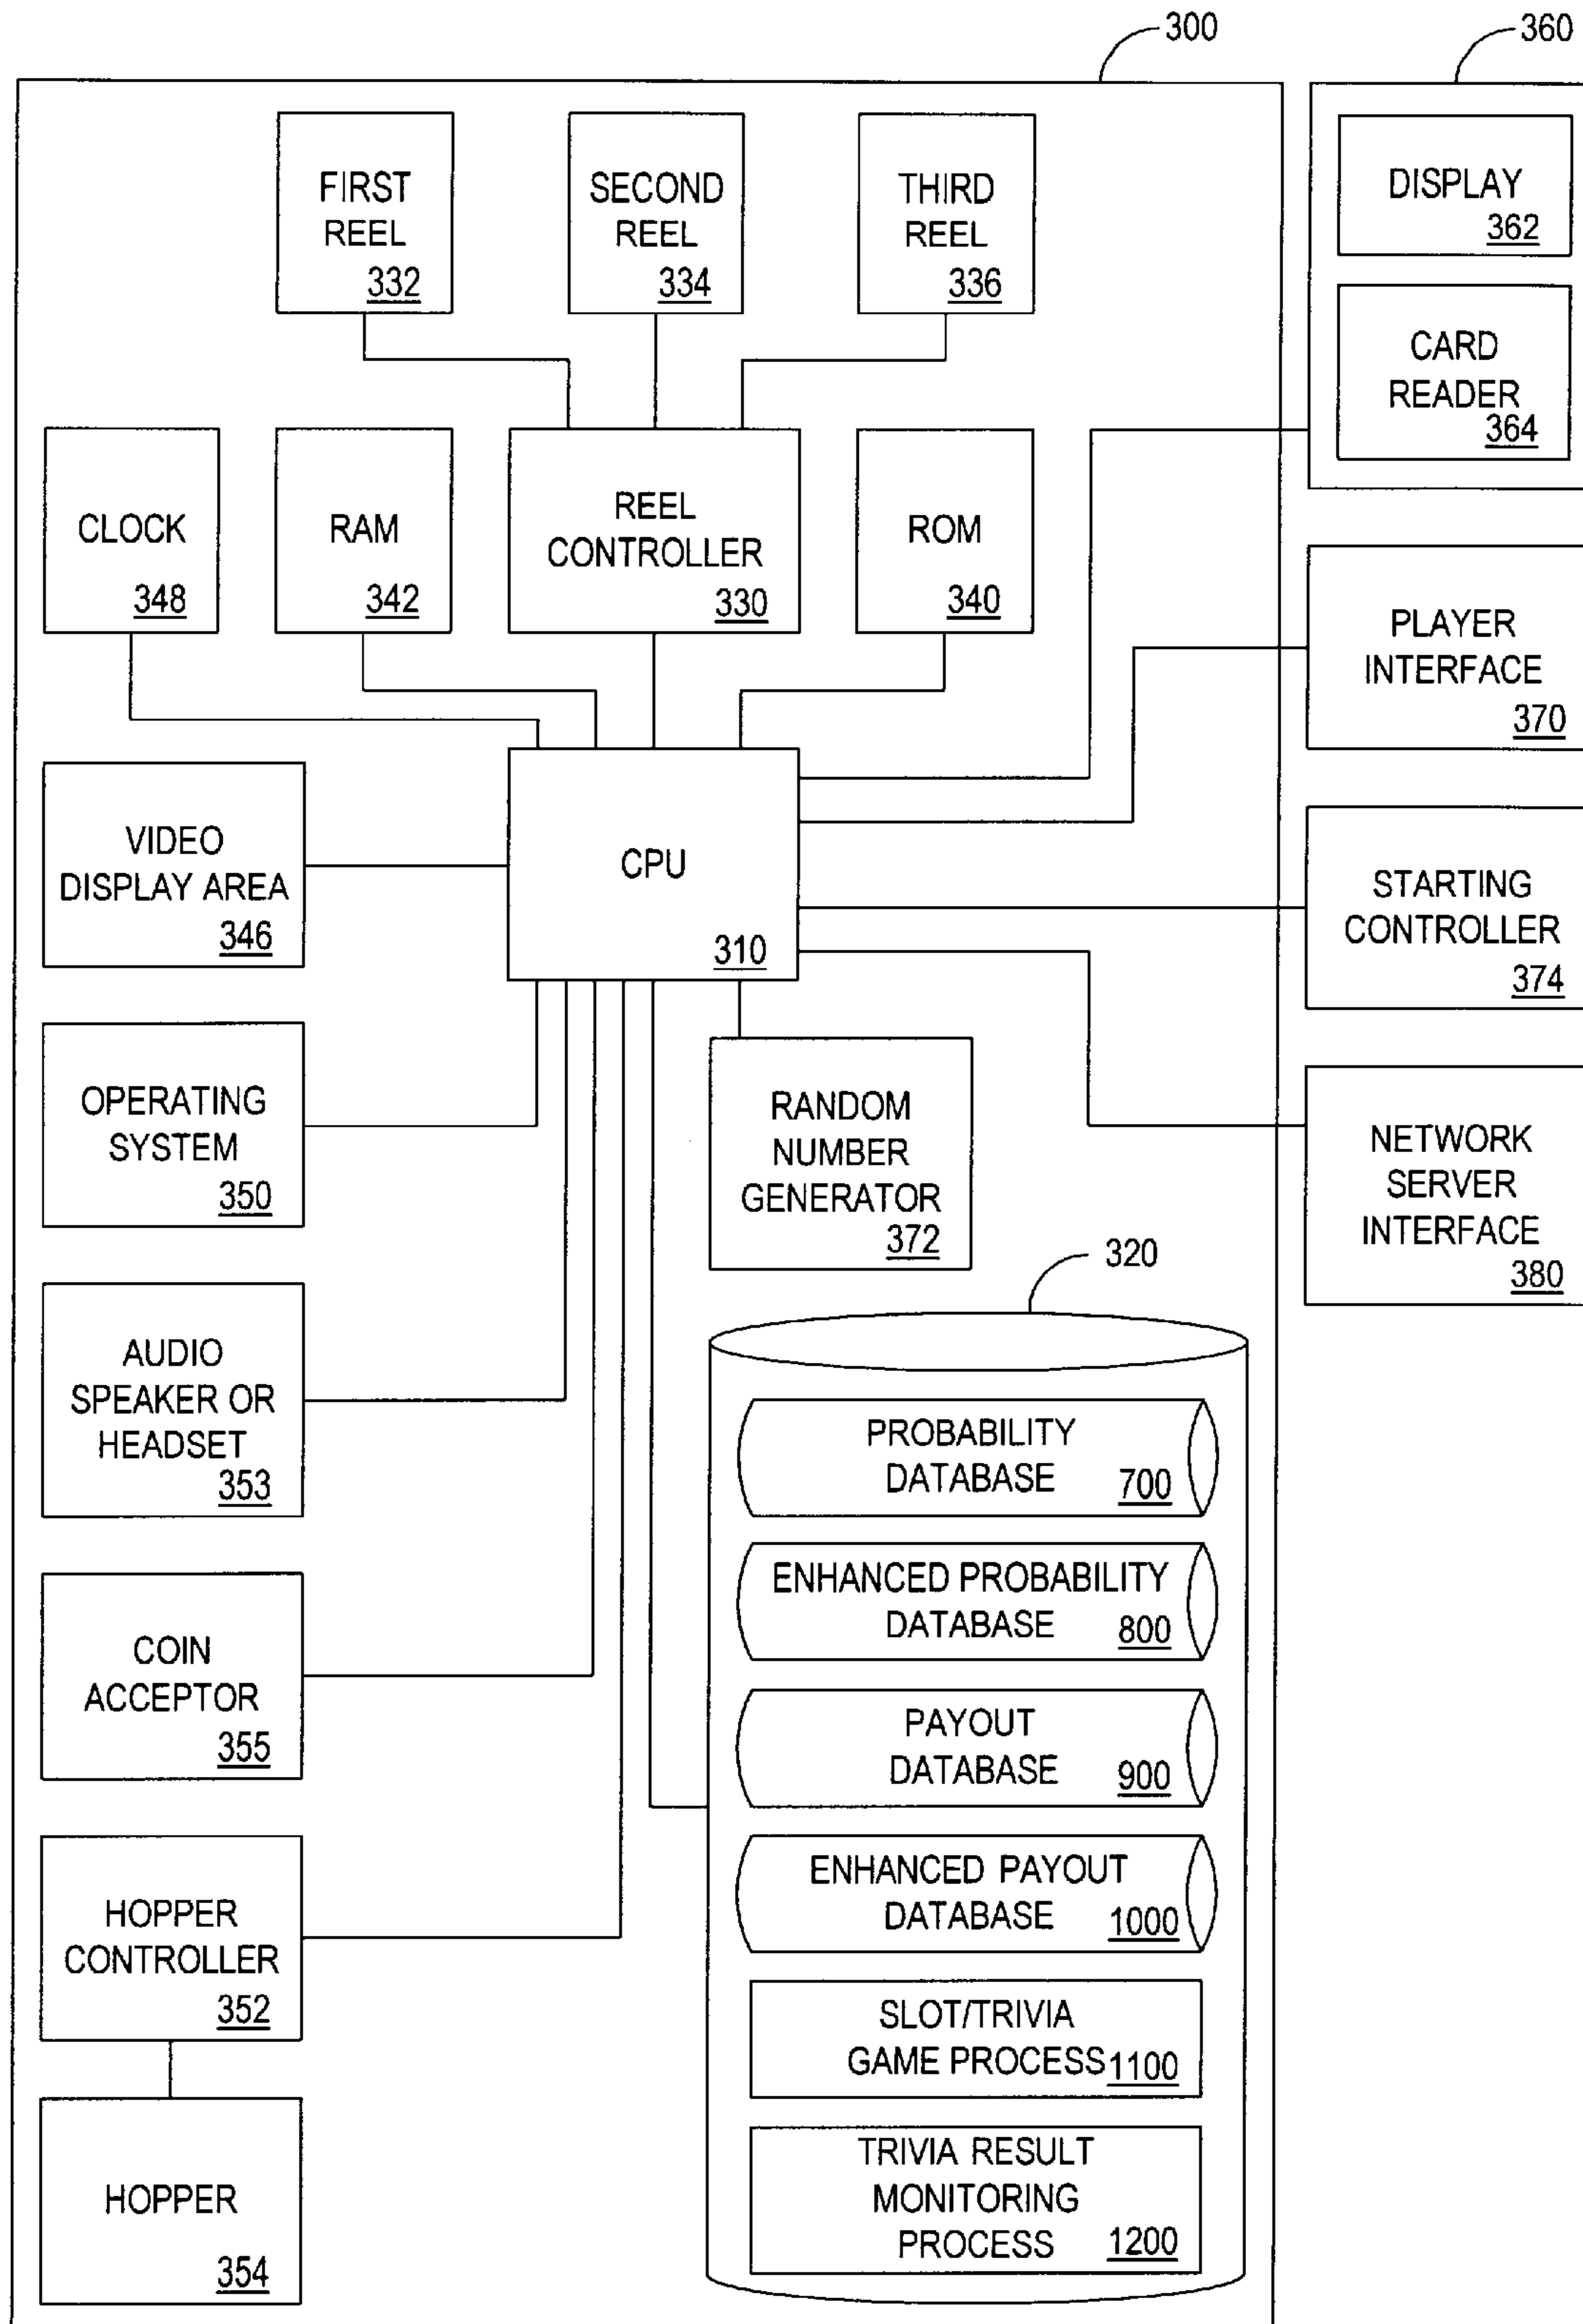 300
360
FIRST
REEL
332
SECOND
REEL
334
THIRD
REEL
336
DISPLAY
362
CARD
READER
364
CLOCK
348
RAM
342
REEL
CONTROLLER
330
ROM
340
PLAYER
INTERFACE
370
VIDEO
DISPLAY AREA
346
CPU
310
STARTING
CONTROLLER
374
OPERATING
SYSTEM
350
RANDOM
NUMBER
GENERATOR
372
NETWORK
SERVER
INTERFACE
380
320
AUDIO
SPEAKER OR
HEADSET
353
PROBABILITY
DATABASE 700
ENHANCED PROBABILITY
DATABASE 800
COIN
ACCEPTOR
355
PAYOUT
DATABASE 900
ENHANCED PAYOUT
DATABASE 1000
HOPPER
CONTROLLER
352
SLOT/TRIVIA
GAME PROCESS 1100
HOPPER
354
TRIVIA RESULT
MONITORING
PROCESS 1200